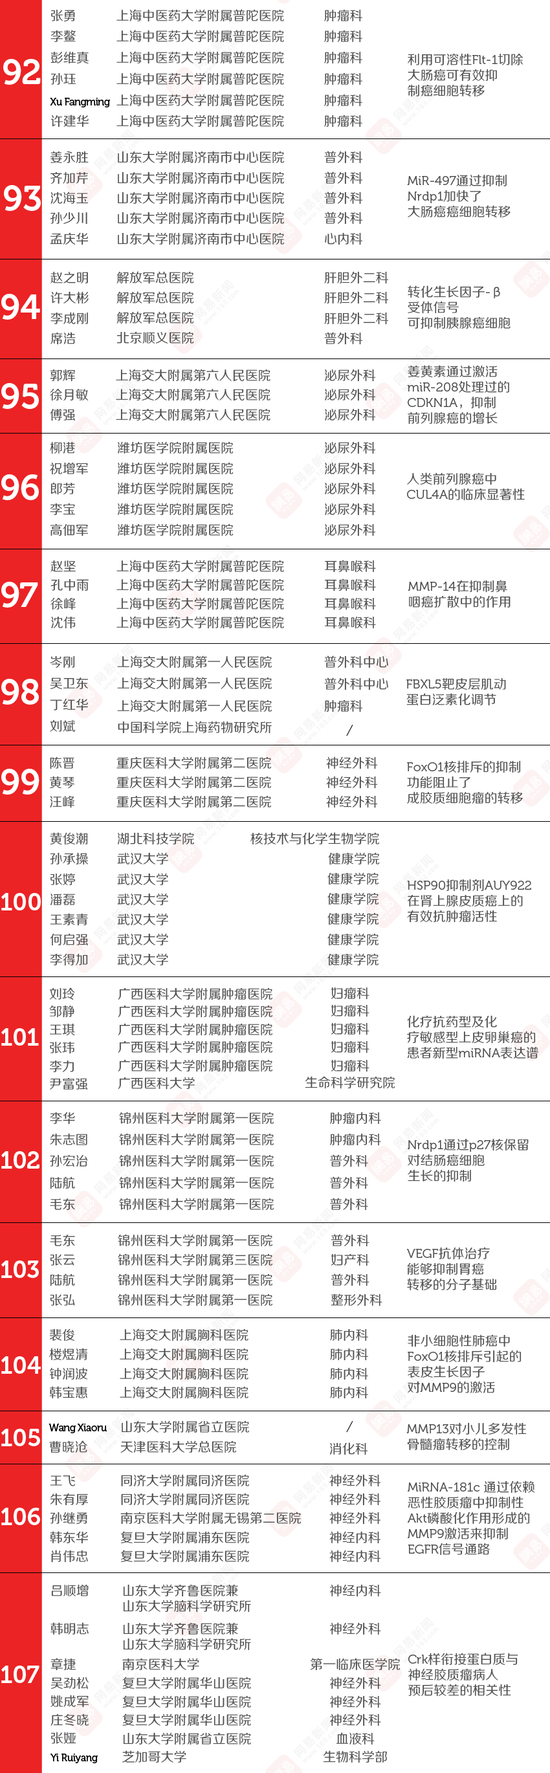 92
张勇 上海中医药大学附属普陀医院 肿瘤科
李鳌 上海中医药大学附属普陀医院 肿瘤科
彭维真 上海中医药大学附属普陀医院 肿瘤科
孙珏 上海中医药大学附属普陀医院 肿瘤科
Xu Fangming 上海中医药大学附属普陀医院 肿瘤科
许建华 上海中医药大学附属普陀医院 肿瘤科
利用可溶性Flt-1切除
大肠癌可有效抑
制癌细胞转移
93
姜永胜 山东大学附属济南市中心医院 普外科
齐加芹 山东大学附属济南市中心医院 普外科
沈海玉 山东大学附属济南市中心医院 普外科
孙少川 山东大学附属济南市中心医院 普外科
孟庆华 山东大学附属济南市中心医院 心内科
MiR-497通过抑制
Nrdp1加快了
大肠癌癌细胞转移
94
赵之明 解放军总医院 肝胆外二科
许大彬 解放军总医院 肝胆外二科
李成刚 解放军总医院 肝胆外二科
席浩 北京顺义医院 普外科
转化生长因子-β
受体信号
可抑制胰腺癌细胞
95
郭辉 上海交大附属第六人民医院 泌尿外科
徐月敏 上海交大附属第六人民医院 泌尿外科
傅强 上海交大附属第六人民医院 泌尿外科
姜黄素通过激活
miR-208处理过的
CDKN1A，抑制
前列腺癌的增长
96
柳港 潍坊医学院附属医院 泌尿外科
祝增军 潍坊医学院附属医院 泌尿外科
郎芳 潍坊医学院附属医院 泌尿外科
李宝 潍坊医学院附属医院 泌尿外科
高佃军 潍坊医学院附属医院 泌尿外科
人类前列腺癌中
CUL4A的临床显著性
97
赵坚 上海中医药大学附属普陀医院 耳鼻喉科
孔中雨 上海中医药大学附属普陀医院 耳鼻喉科
徐峰 上海中医药大学附属普陀医院 耳鼻喉科
沈伟 上海中医药大学附属普陀医院 耳鼻喉科
MMP-14在抑制鼻
咽癌扩散中的作用
98
岑刚 上海交大附属第一人民医院 普外科中心
吴卫东 上海交大附属第一人民医院 普外科中心
丁红华 上海交大附属第一人民医院 肿瘤科
刘斌 中国科学院上海药物研究所 /
FBXL5靶皮层肌动
蛋白泛素化调节
99
陈晋 重庆医科大学附属第二医院 神经外科
黄琴 重庆医科大学附属第二医院 神经外科
汪峰 重庆医科大学附属第二医院 神经外科
FoxO1核排斥的抑制
功能阻止了
成胶质细胞瘤的转移
100
黄俊潮 湖北科技学院 核技术与化学生物学院
孙承操 武汉大学 健康学院
张婷 武汉大学 健康学院
潘磊 武汉大学 健康学院
王素青 武汉大学 健康学院
何启强 武汉大学 健康学院
李得加 武汉大学 健康学院
HSP90抑制剂AUY922
在肾上腺皮质癌上的
有效抗肿瘤活性
101
刘玲 广西医科大学附属肿瘤医院 妇瘤科
邹静 广西医科大学附属肿瘤医院 妇瘤科
王琪 广西医科大学附属肿瘤医院 妇瘤科
张玮 广西医科大学附属肿瘤医院 妇瘤科
李力 广西医科大学附属肿瘤医院 妇瘤科
尹富强 广西医科大学 生命科学研究院
化疗抗药型及化
疗敏感型上皮卵巢癌的
患者新型miRNA表达谱
102
李华 锦州医科大学附属第一医院 肿瘤内科
朱志图 锦州医科大学附属第一医院 肿瘤内科
孙宏治 锦州医科大学附属第一医院 普外科
陆航 锦州医科大学附属第一医院 普外科
毛东 锦州医科大学附属第一医院 普外科
Nrdp1通过p27核保留
对结肠癌细胞
生长的抑制
103
毛东 锦州医科大学附属第一医院 普外科
张云 锦州医科大学附属第三医院 妇产科
陆航 锦州医科大学附属第一医院 普外科
张弘 锦州医科大学附属第一医院 整形外科
VEGF抗体治疗
能够抑制胃癌
转移的分子基础
104
裴俊 上海交大附属胸科医院 肺内科
楼煜清 上海交大附属胸科医院 肺内科
钟润波 上海交大附属胸科医院 肺内科
韩宝惠 上海交大附属胸科医院 肺内科
非小细胞性肺癌中
FoxO1核排斥引起的
表皮生长因子
对MMP9的激活
105
Wang Xiaoru 山东大学附属省立医院 /
曹晓沧 天津医科大学总医院 消化科
MMP13对小儿多发性
骨髓瘤转移的控制
106
王飞 同济大学附属同济医院 神经外科
朱有厚 同济大学附属同济医院 神经外科
孙继勇 南京医科大学附属无锡第二医院 神经外科
韩东华 复旦大学附属浦东医院 神经内科
肖伟忠 复旦大学附属浦东医院 神经内科
MiRNA-181c 通过依赖
恶性胶质瘤中抑制性
Akt磷酸化作用形成的
MMP9激活来抑制
EGFR信号通路
107
吕顺增 山东大学齐鲁医院兼 神经内科
山东大学脑科学研究所
韩明志 山东大学齐鲁医院兼 神经外科
山东大学脑科学研究所
章捷 南京医科大学 第一临床医学院
吴劲松 复旦大学附属华山医院 神经外科
姚成军 复旦大学附属华山医院 神经外科
庄冬晓 复旦大学附属华山医院 神经外科
张娅 山东大学附属省立医院 血液科
Yi Ruiyang 芝加哥大学 生物科学部
Crk样衔接蛋白质与
神经胶质瘤病人
预后较差的相关性